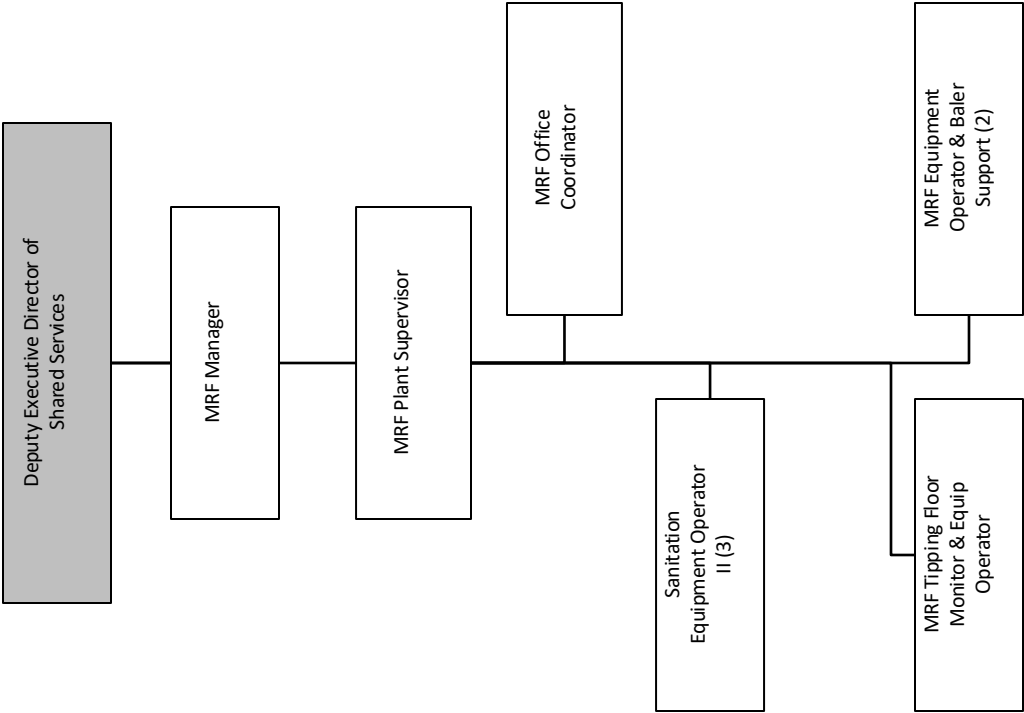 Deputy Executive Director of
Shared Services
MRF Manager
MRF Plant Supervisor
MRF Office
Coordinator
Sanitation
Equipment Operator
II (3)
MRF Equipment
Operator & Baler
Support (2)
MRF Tipping Floor
Monitor & Equip
Operator